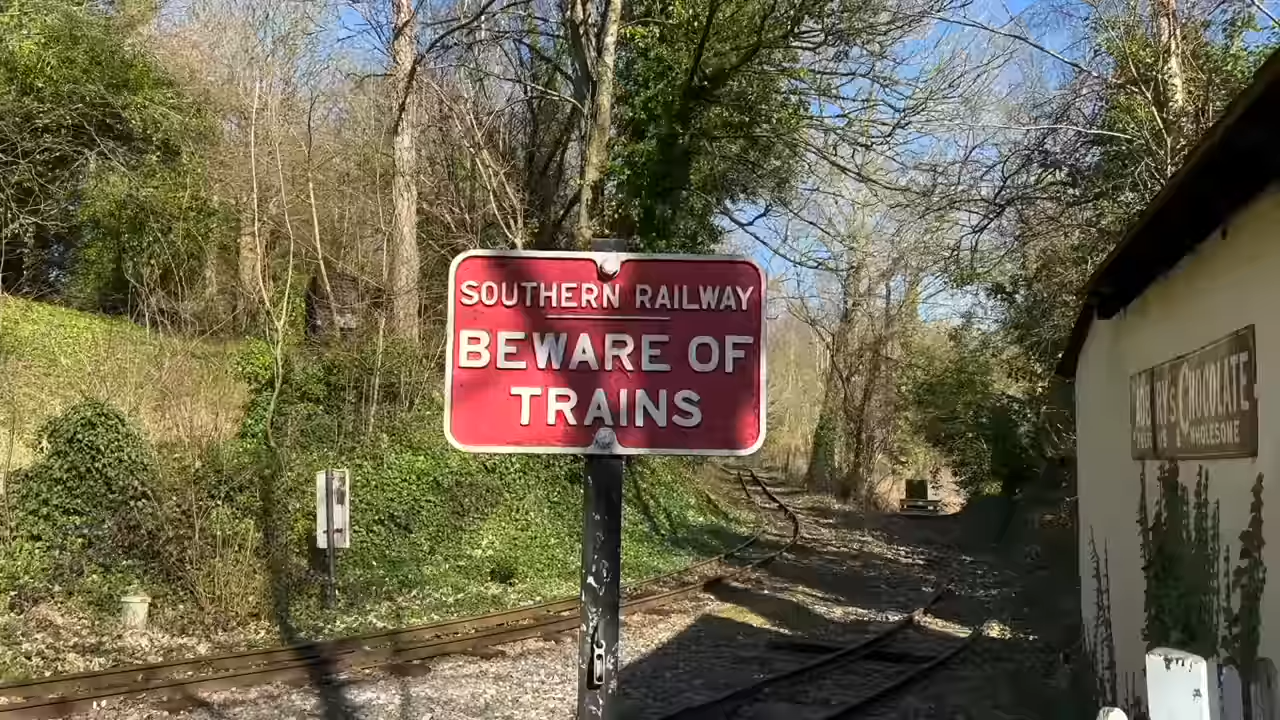 SOUTHERN RAILWAY
BEWARE OF
TRAINS
CHOCOLATE
WHOLESOME